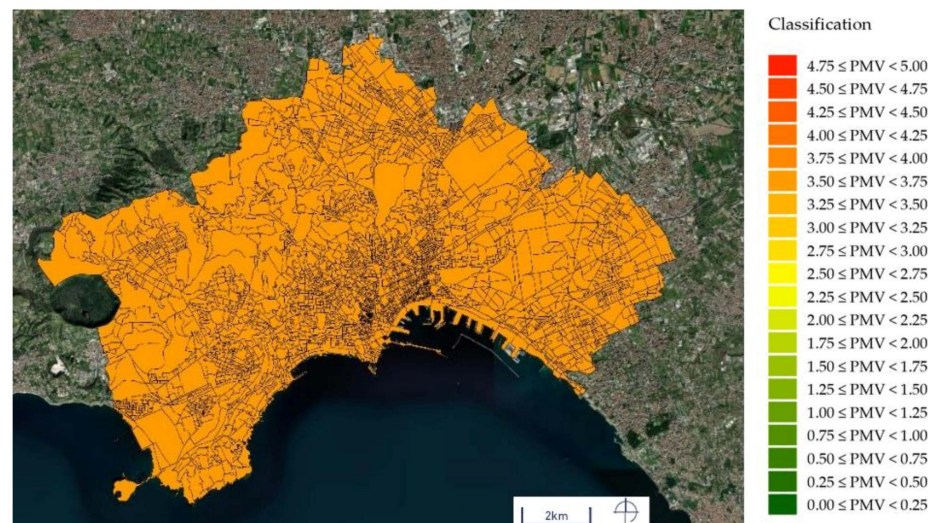 Classification
4.75 ≤ PMV < 5.00
4.50 ≤ PMV < 4.75
4.25 ≤ PMV < 4.50
4.00 ≤ PMV < 4.25
3.75 ≤ PMV < 4.00
3.50 ≤ PMV < 3.75
3.25 ≤ PMV < 3.50
3.00 ≤ PMV < 3.25
2.75 ≤ PMV < 3.00
2.50 ≤ PMV < 2.75
2.25 ≤ PMV < 2.50
2.00 ≤ PMV < 2.25
1.75 ≤ PMV < 2.00
1.50 ≤ PMV < 1.75
1.25 ≤ PMV < 1.50
1.00 ≤ PMV < 1.25
0.75 ≤ PMV < 1.00
0.50 ≤ PMV < 0.75
0.25 ≤ PMV < 0.50
0.00 ≤ PMV < 0.25
2km